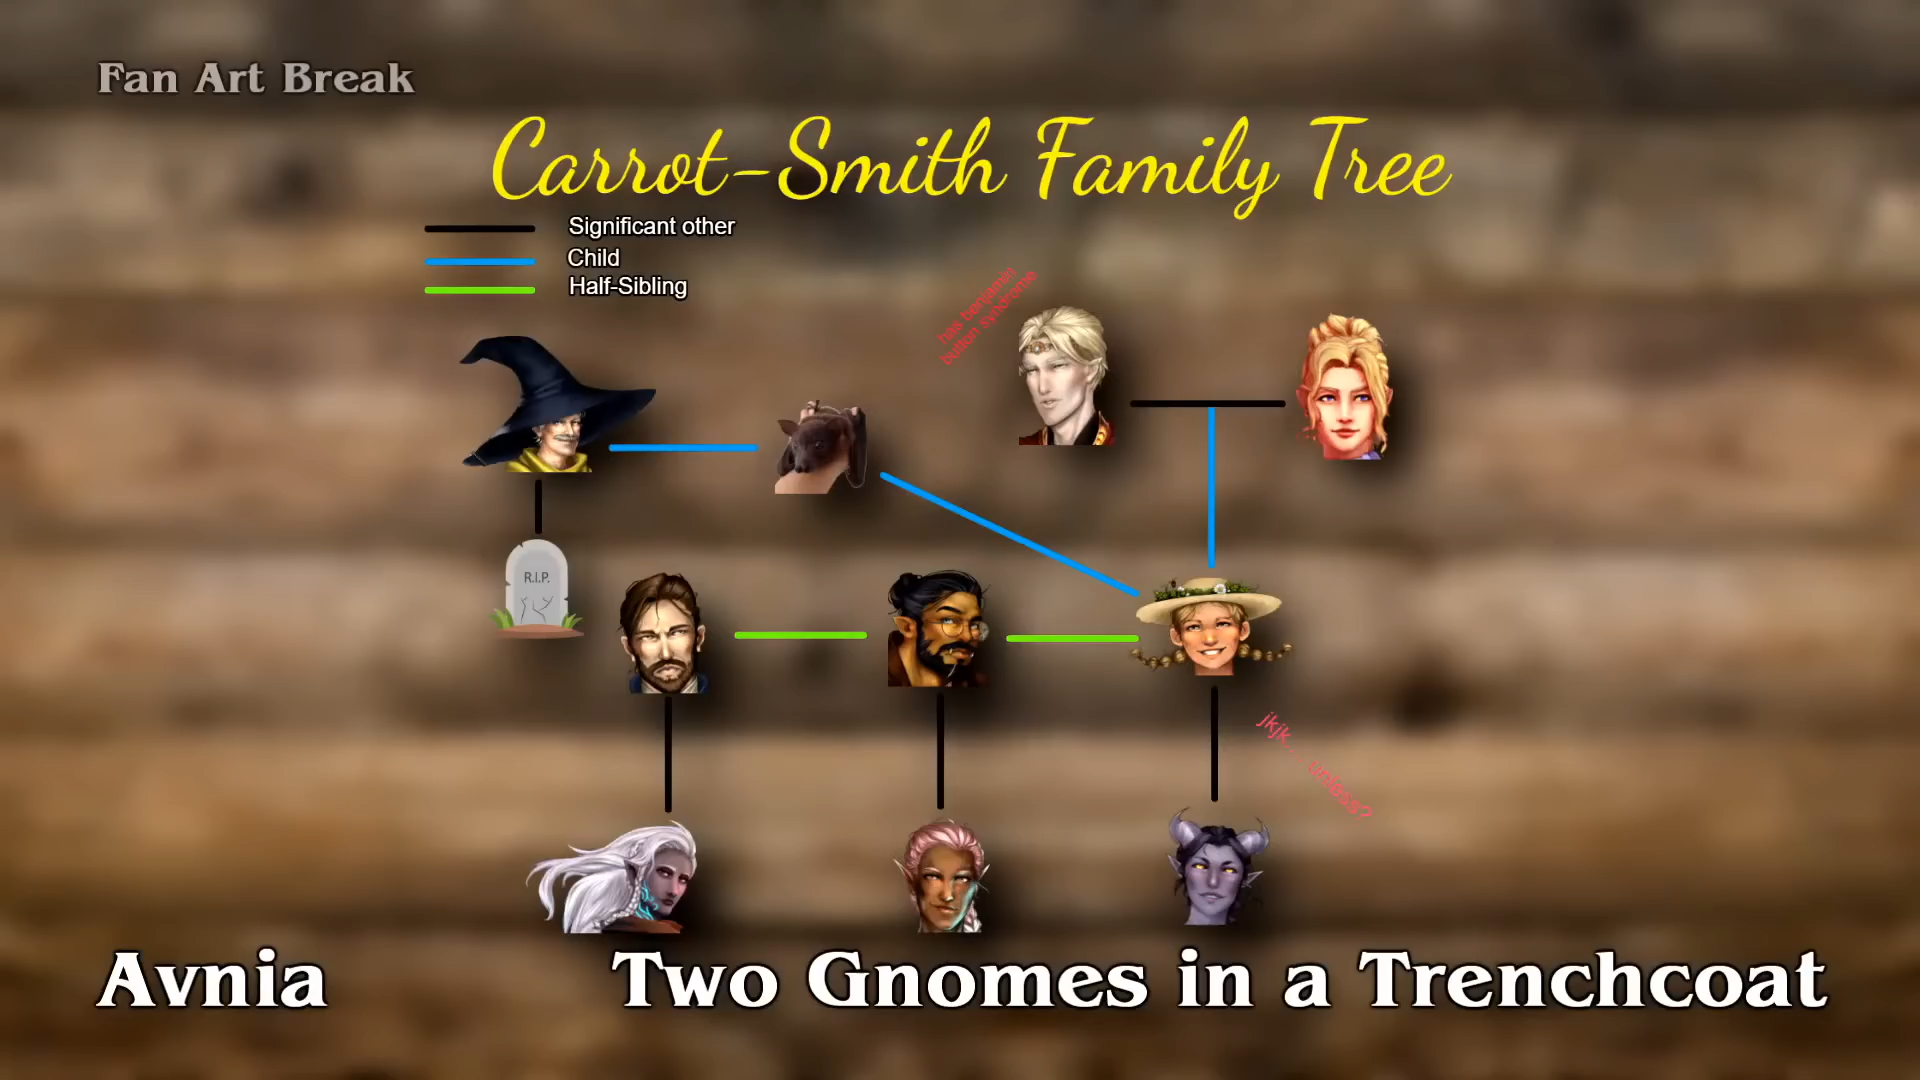 Fan Art Break
Carrot-Smith Family Tree
Significant other
Child
Half-Sibling
has benjamin
button syndrome
R.I.P.
jkjk.... unless?
Avnia
Two Gnomes in a Trenchcoat